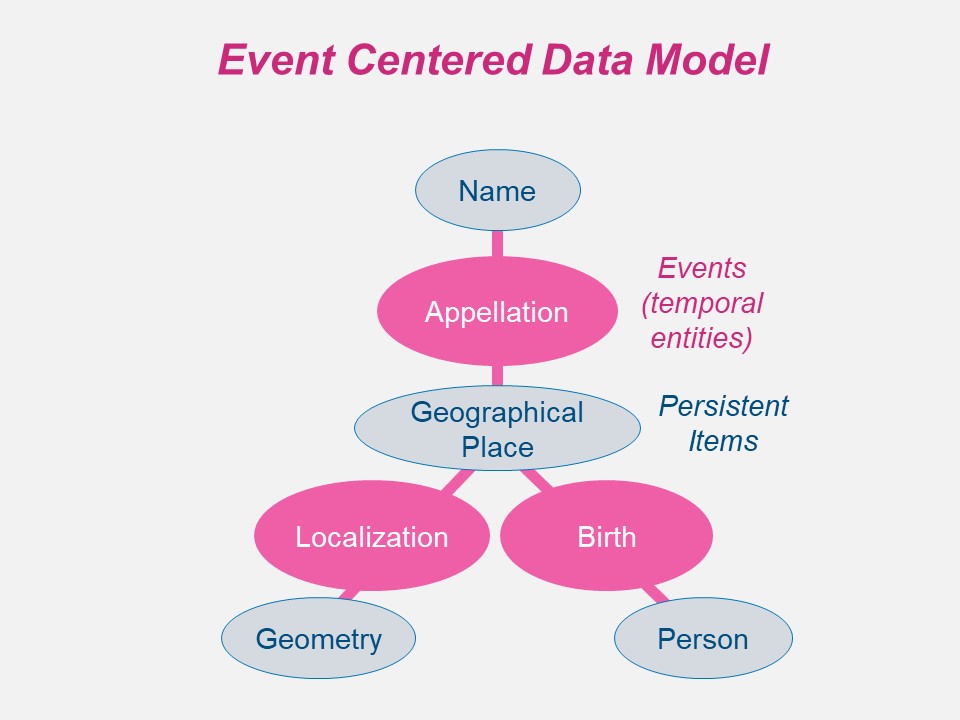 Event Centered Data Model
Name
Appellation
Events
(temporal
entities)
Geographical
Place
Persistent
Items
Localization
Birth
Geometry
Person